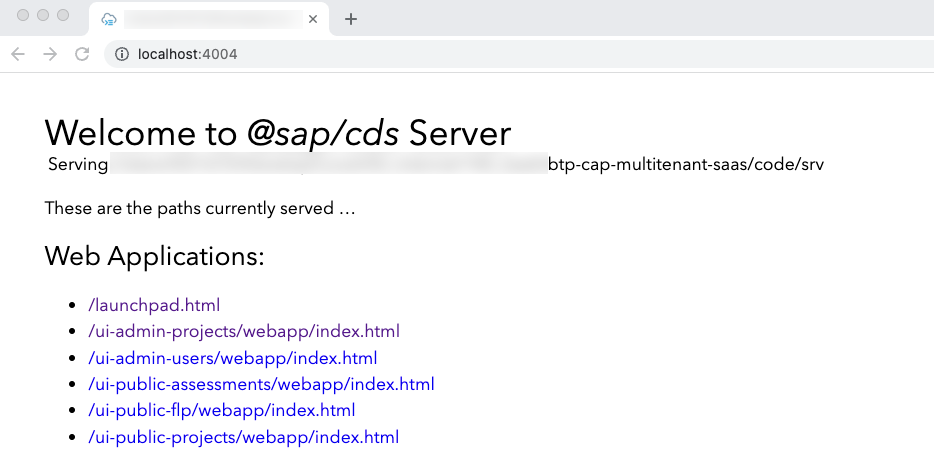 localhost:4004
Welcome to @sap/cds Server
Serving btp-cap-multitenant-saas/code/srv
These are the paths currently served …
Web Applications:
/launchpad.html
/ui-admin-projects/webapp/index.html
/ui-admin-users/webapp/index.html
/ui-public-assessments/webapp/index.html
/ui-public-flp/webapp/index.html
/ui-public-projects/webapp/index.html